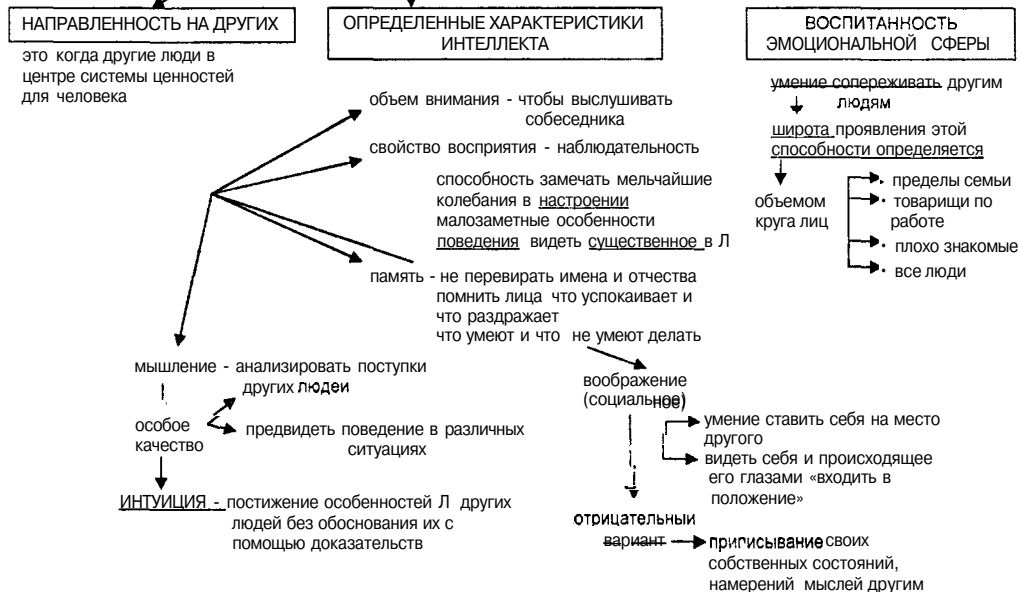 НАПРАВЛЕННОСТЬ НА ДРУГИХ
это когда другие люди в
центре системы ценностей
для человека
ОПРЕДЕЛЕННЫЕ ХАРАКТЕРИСТИКИ
ИНТЕЛЛЕКТА
объем внимания - чтобы выслушивать
собеседника
свойство восприятия - наблюдательность
способность замечать мельчайшие
колебания в настроении
малозаметные особенности
поведения видеть существенное в Л
память - не перевирать имена и отчества
помнить лица что успокаивает и
что раздражает
что умеют и что не умеют делать
мышление - анализировать поступки
других людеи
особое
качество
предвидеть поведение в различных
ситуациях
ИНТУИЦИЯ - постижение особенностей Л других
людей без обоснования их с
помощью доказательств
воображение
(социальное)
умение ставить себя на место
другого
видеть себя и происходящее
его глазами «входить в
положение»
отрицательныи
вариант
приписывание своих
собственных состояний,
намерений мыслей другим
ВОСПИТАННОСТЬ
ЭМОЦИОНАЛЬНОЙ СФЕРЫ
умение сопереживать другим
людям
широта проявления этой
способности определяется
объемом
круга лиц
• пределы семьи
• товарищи по
работе
• плохо знакомые
• все люди